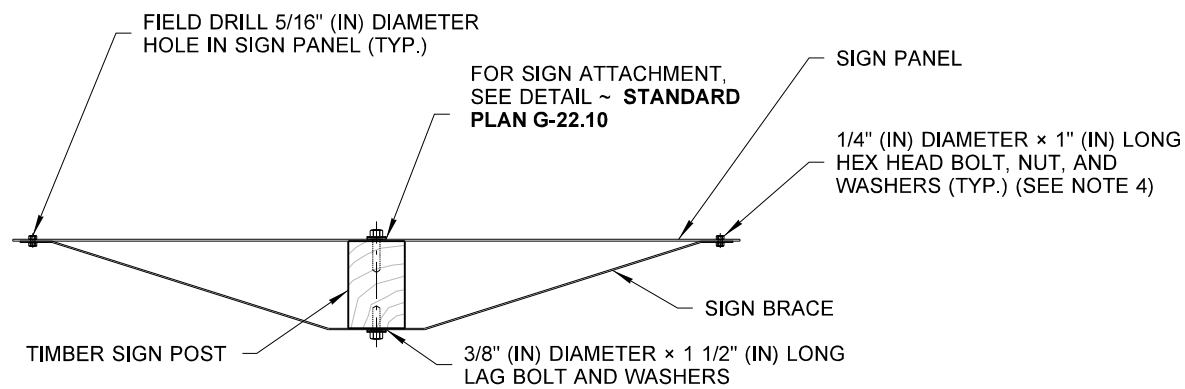 FIELD DRILL 5/16" (IN) DIAMETER
HOLE IN SIGN PANEL (TYP.)
FOR SIGN ATTACHMENT,
SEE DETAIL ~ STANDARD
PLAN G-22.10
SIGN PANEL
1/4" (IN) DIAMETER × 1" (IN) LONG
HEX HEAD BOLT, NUT, AND
WASHERS (TYP.) (SEE NOTE 4)
SIGN BRACE
TIMBER SIGN POST
3/8" (IN) DIAMETER × 1 1/2" (IN) LONG
LAG BOLT AND WASHERS